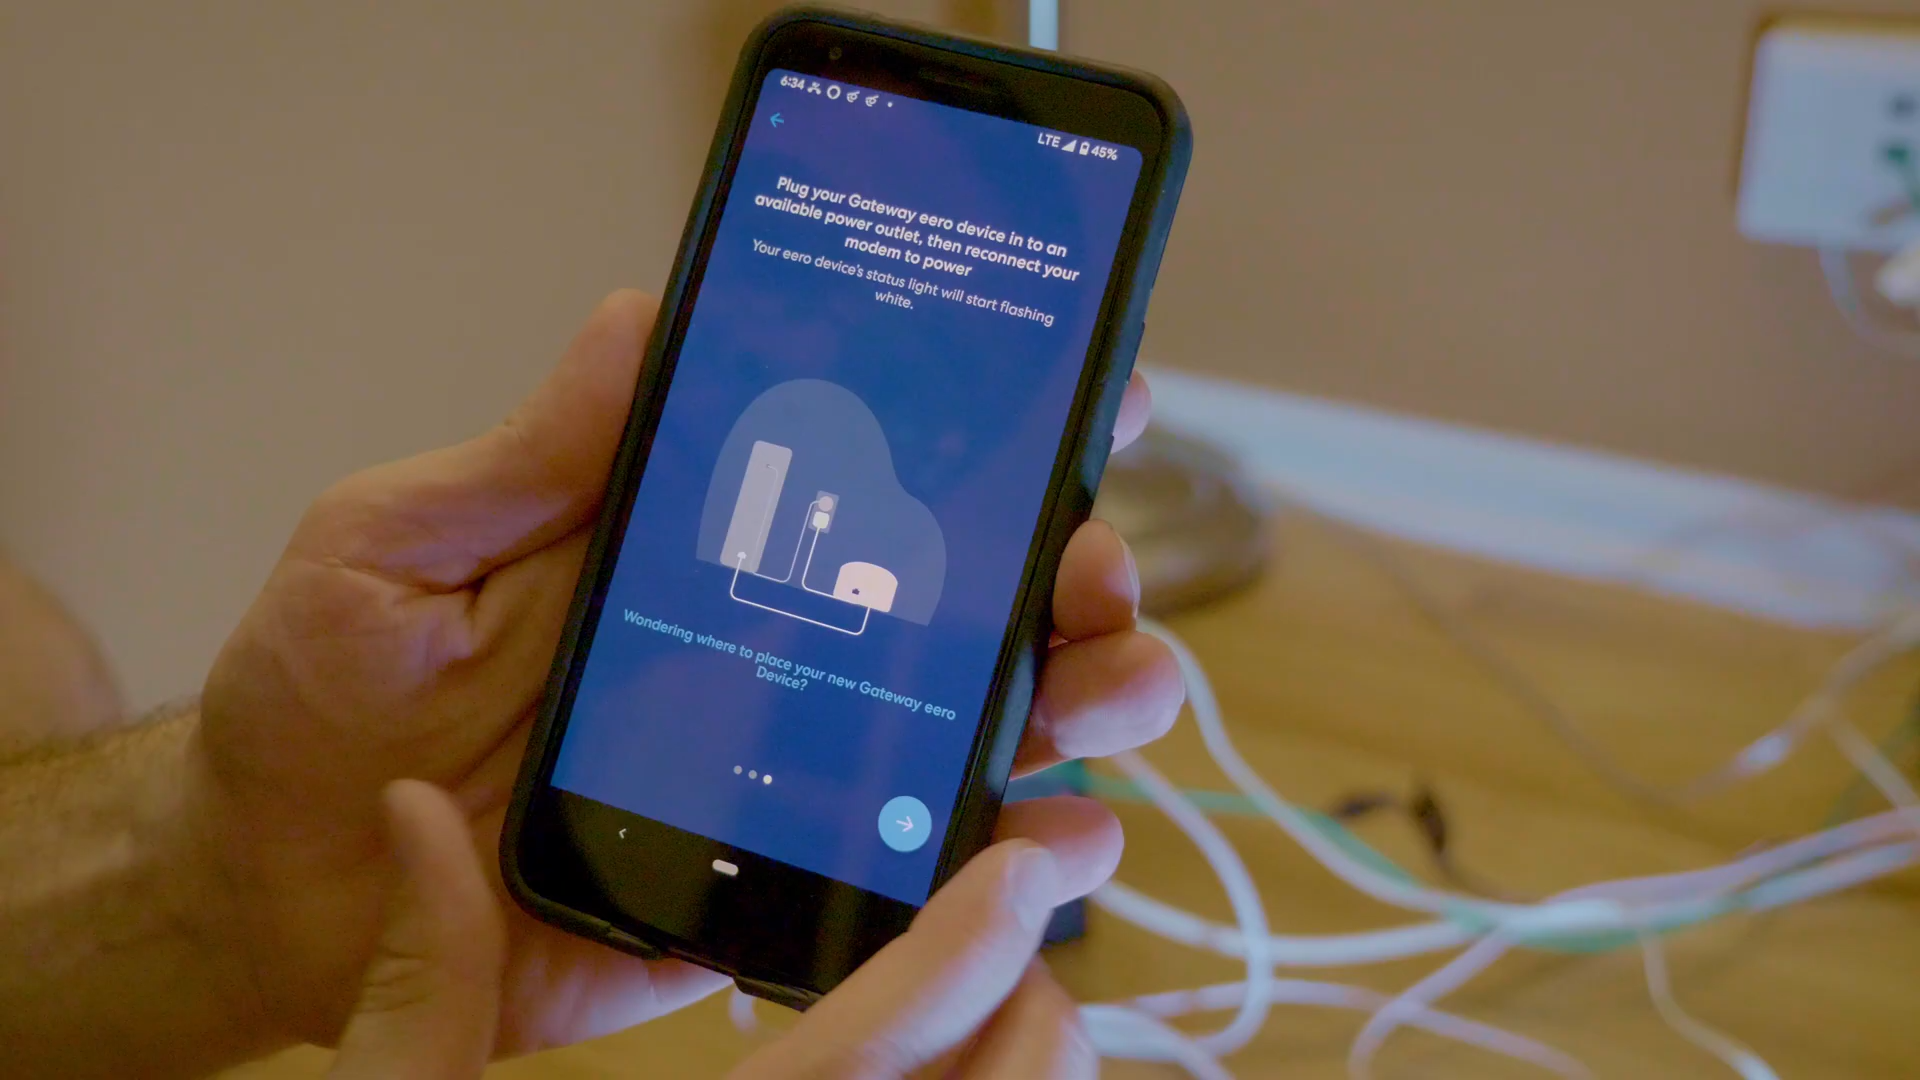 6:34
LTE 45%
Plug your Gateway eero device in to an
available power outlet, then reconnect your
modem to power
Your eero device's status light will start flashing
white.
Wondering where to place your new Gateway eero
Device?